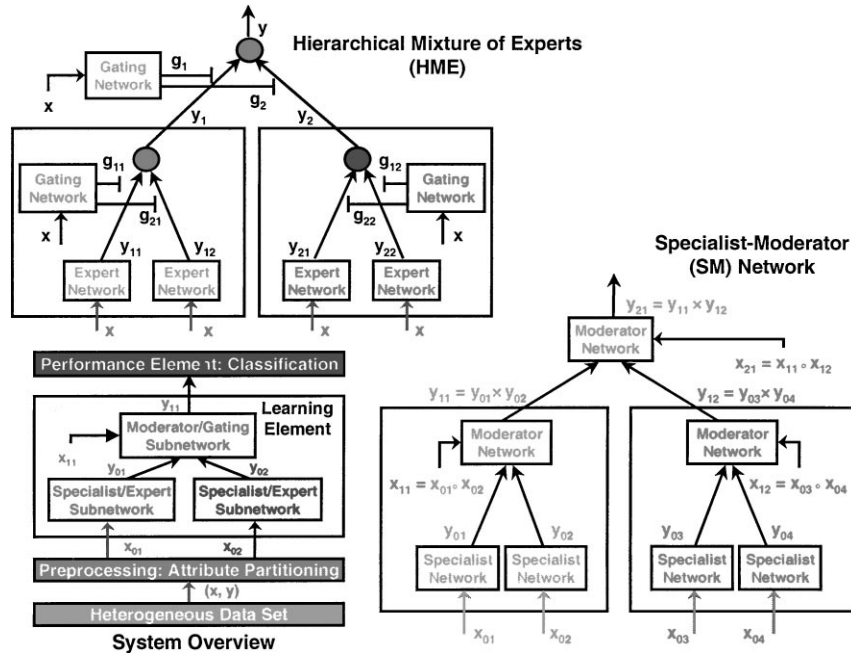 y
Hierarchical Mixture of Experts
(HME)
Gating
Network
g1
g2
x
y1
y2
g11
Gating
Network
g21
x
y11
y12
Expert
Network
Expert
Network
x
x
g12
Gating
Network
g22
x
y21
y22
Expert
Network
Expert
Network
x
x
Specialist-Moderator
(SM) Network
y21 = y11 × y12
Moderator
Network
x21 = x11 ∘ x12
y11 = y01 × y02
y12 = y03 × y04
Moderator
Network
x11 = x01 ∘ x02
y01
y02
Specialist
Network
Specialist
Network
x01
x02
Moderator
Network
x12 = x03 ∘ x04
y03
y04
Specialist
Network
Specialist
Network
x03
x04
Performance Element: Classification
y11
Learning
Element
Moderator/Gating
Subnetwork
x11
y01
y02
Specialist/Expert
Subnetwork
Specialist/Expert
Subnetwork
x01
x02
Preprocessing: Attribute Partitioning
(x, y)
Heterogeneous Data Set
System Overview